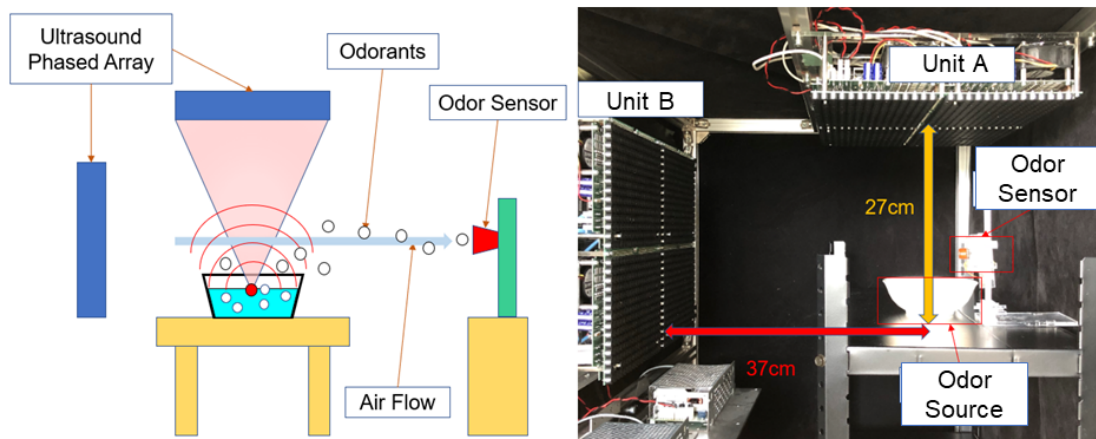 Ultrasound
Phased Array
Odorants
Odor Sensor
Air Flow
Unit A
Unit B
Odor
Sensor
27cm
37cm
Odor
Source